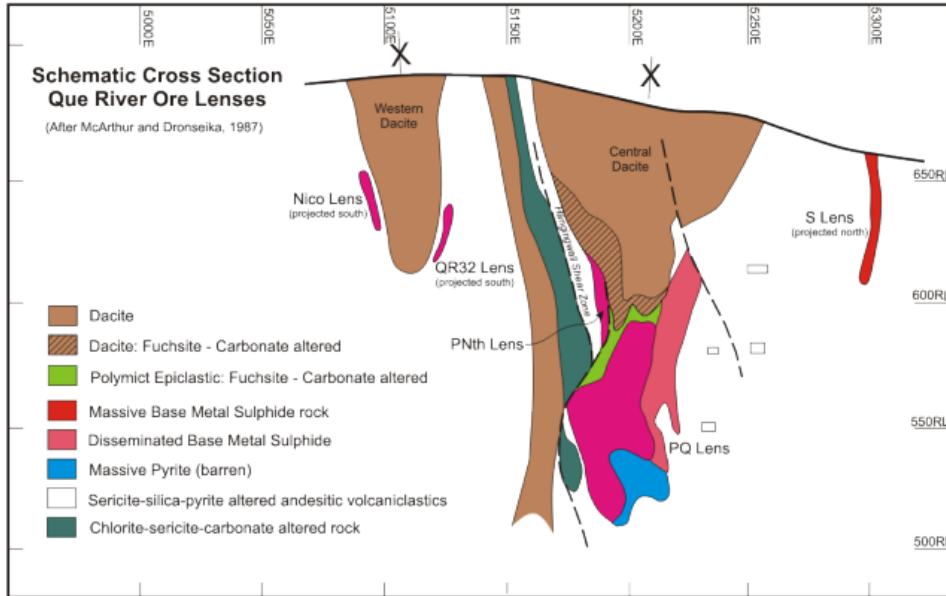 5000E
5050E
5100E
5150E
5200E
5250E
5300E
X
X
Schematic Cross Section
Que River Ore Lenses
(After McArthur and Dronseika, 1987)
Western
Dacite
Central
Dacite
650RL
Nico Lens
(projected south)
S Lens
(projected north)
Hangingwall Shear Zone
QR32 Lens
(projected south)
600RL
PNth Lens
Dacite
Dacite: Fuchsite - Carbonate altered
Polymict Epiclastic: Fuchsite - Carbonate altered
Massive Base Metal Sulphide rock
Disseminated Base Metal Sulphide
Massive Pyrite (barren)
Sericite-silica-pyrite altered andesitic volcaniclastics
Chlorite-sericite-carbonate altered rock
550RL
PQ Lens
500RL